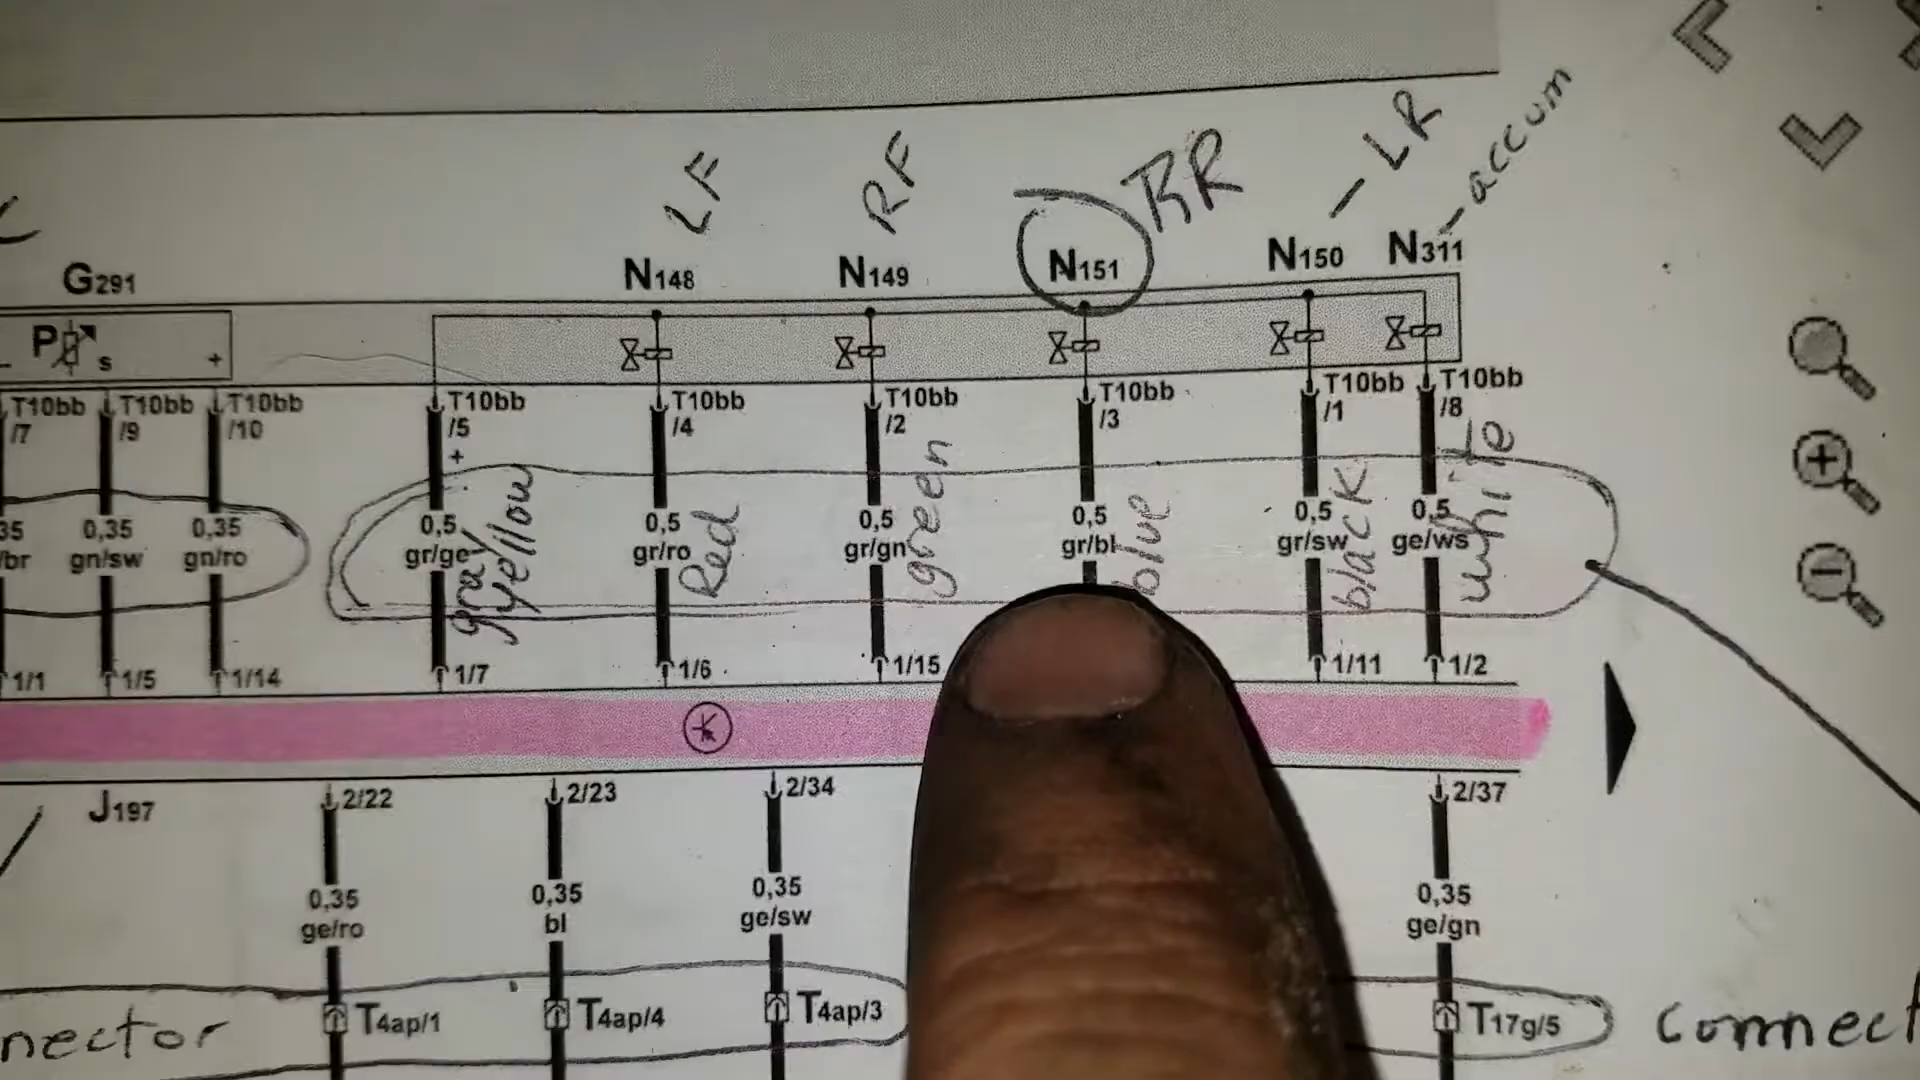 LF
RF
RR
- LR
- accum
G291
N148
N149
N151
N150
N311
P
s
+
T10bb
/7
T10bb
/9
T10bb
/10
T10bb
/5
+
T10bb
/4
T10bb
/2
T10bb
/3
T10bb
/1
T10bb
/8
35
/br
0,35
gn/sw
0,35
gn/ro
0,5
gr/ge
gray/
yellow
0,5
gr/ro
Red
0,5
gr/gn
green
0,5
gr/bl
blue
0,5
gr/sw
black
0,5
ge/ws
white
1/1
1/5
1/14
1/7
1/6
1/15
1/11
1/2
J197
2/22
2/23
2/34
2/37
0,35
ge/ro
0,35
bl
0,35
ge/sw
0,35
ge/gn
nector
T4ap/1
T4ap/4
T4ap/3
T17g/5
connect